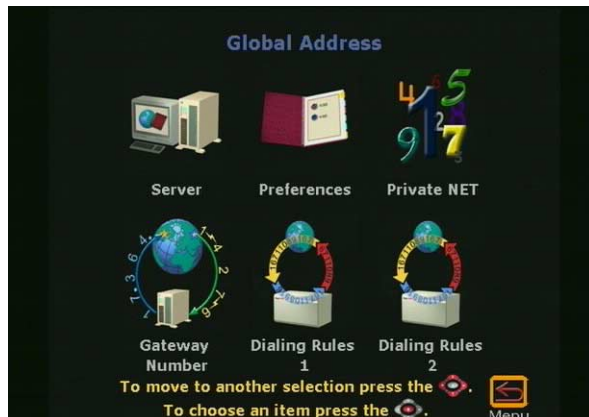 Global Address
Server Preferences Private NET
Gateway Number
Dialing Rules 1
Dialing Rules 2
To move to another selection press the .
To choose an item press the .
Menu